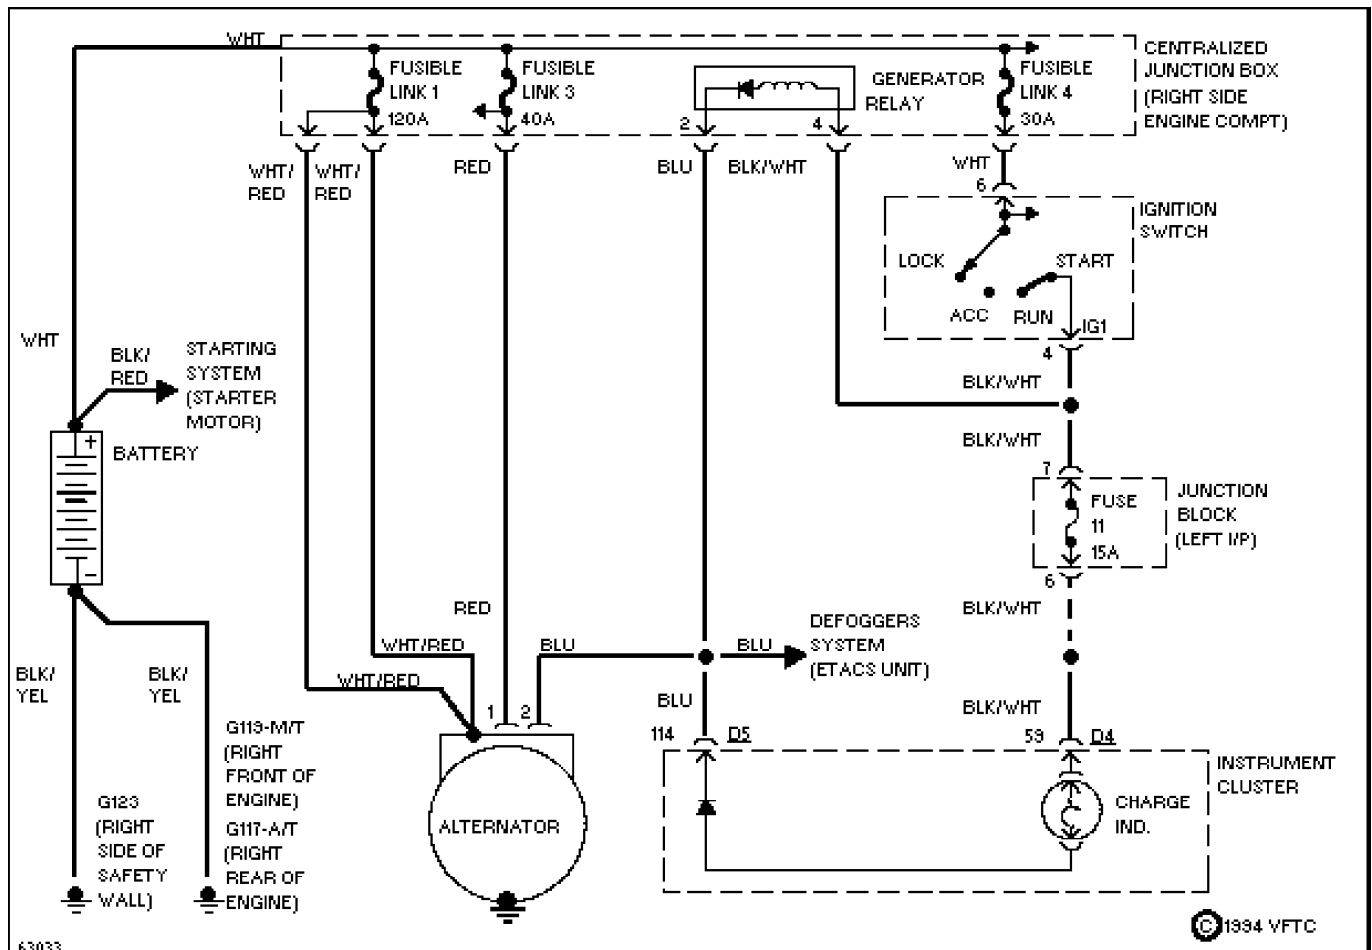 WHT
CENTRALIZED
JUNCTION BOX
(RIGHT SIDE
ENGINE COMPT)
FUSIBLE
LINK 1
120A
FUSIBLE
LINK 3
40A
GENERATOR
RELAY
2
4
FUSIBLE
LINK 4
30A
WHT/
RED
WHT/
RED
RED
BLU
BLK/WHT
WHT
6
IGNITION
SWITCH
LOCK
START
ACC
RUN
IG1
4
WHT
BLK/
RED
STARTING
SYSTEM
(STARTER
MOTOR)
BLK/WHT
BLK/WHT
+
BATTERY
−
7
FUSE
11
15A
JUNCTION
BLOCK
(LEFT I/P)
6
RED
BLK/WHT
WHT/RED
BLU
BLU
DEFOGGERS
SYSTEM
(ETACS UNIT)
WHT/RED
BLK/
YEL
BLK/
YEL
BLU
BLK/WHT
1
2
114
D5
59
D4
G119-M/T
(RIGHT
FRONT OF
ENGINE)
G117-A/T
(RIGHT
REAR OF
ENGINE)
G123
(RIGHT
SIDE OF
SAFETY
WALL)
ALTERNATOR
INSTRUMENT
CLUSTER
CHARGE
IND.
© 1994 VFTC
63033